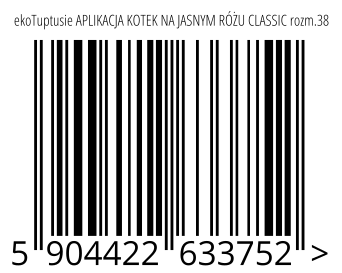 ekoTuptusie APLIKACJA KOTEK NA JASNYM RÓŻU CLASSIC rozm.38
5 904422 633752 >